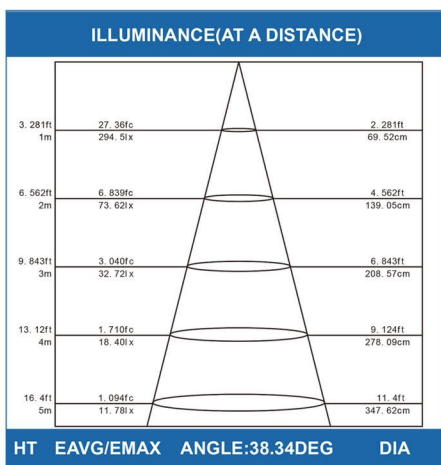 ILLUMINANCE(AT A DISTANCE)
3. 281ft 27. 36fc 2. 281ft
1m 294. 5lx 69. 52cm
6. 562ft 6. 839fc 4. 562ft
2m 73. 62lx 139. 05cm
9. 843ft 3. 040fc 6. 843ft
3m 32. 72lx 208. 57cm
13. 12ft 1. 710fc 9. 124ft
4m 18. 40lx 278. 09cm
16. 4ft 1. 094fc 11. 4ft
5m 11. 78lx 347. 62cm
HT EAVG/EMAX ANGLE:38.34DEG DIA